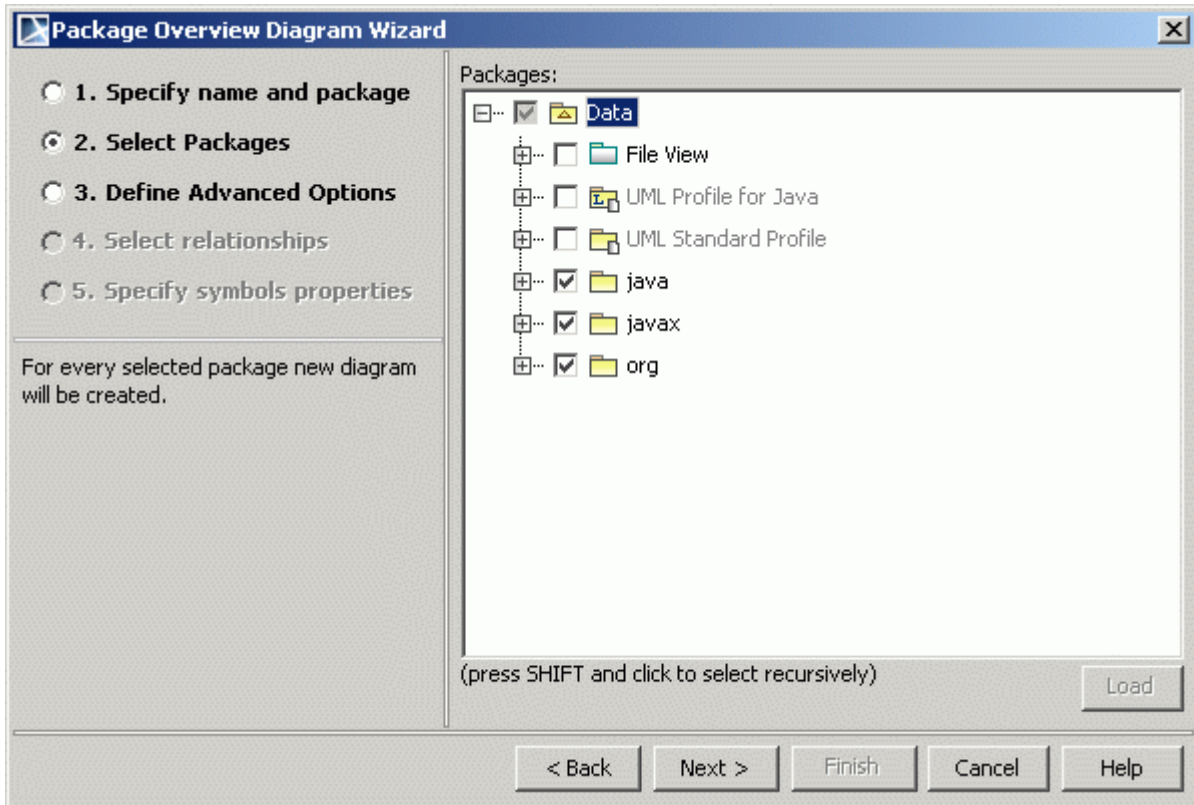 Package Overview Diagram Wizard
1. Specify name and package
2. Select Packages
3. Define Advanced Options
4. Select relationships
5. Specify symbols properties
For every selected package new diagram
will be created.
Packages:
Data
File View
UML Profile for Java
UML Standard Profile
java
javax
org
(press SHIFT and click to select recursively)
Load
< Back
Next >
Finish
Cancel
Help